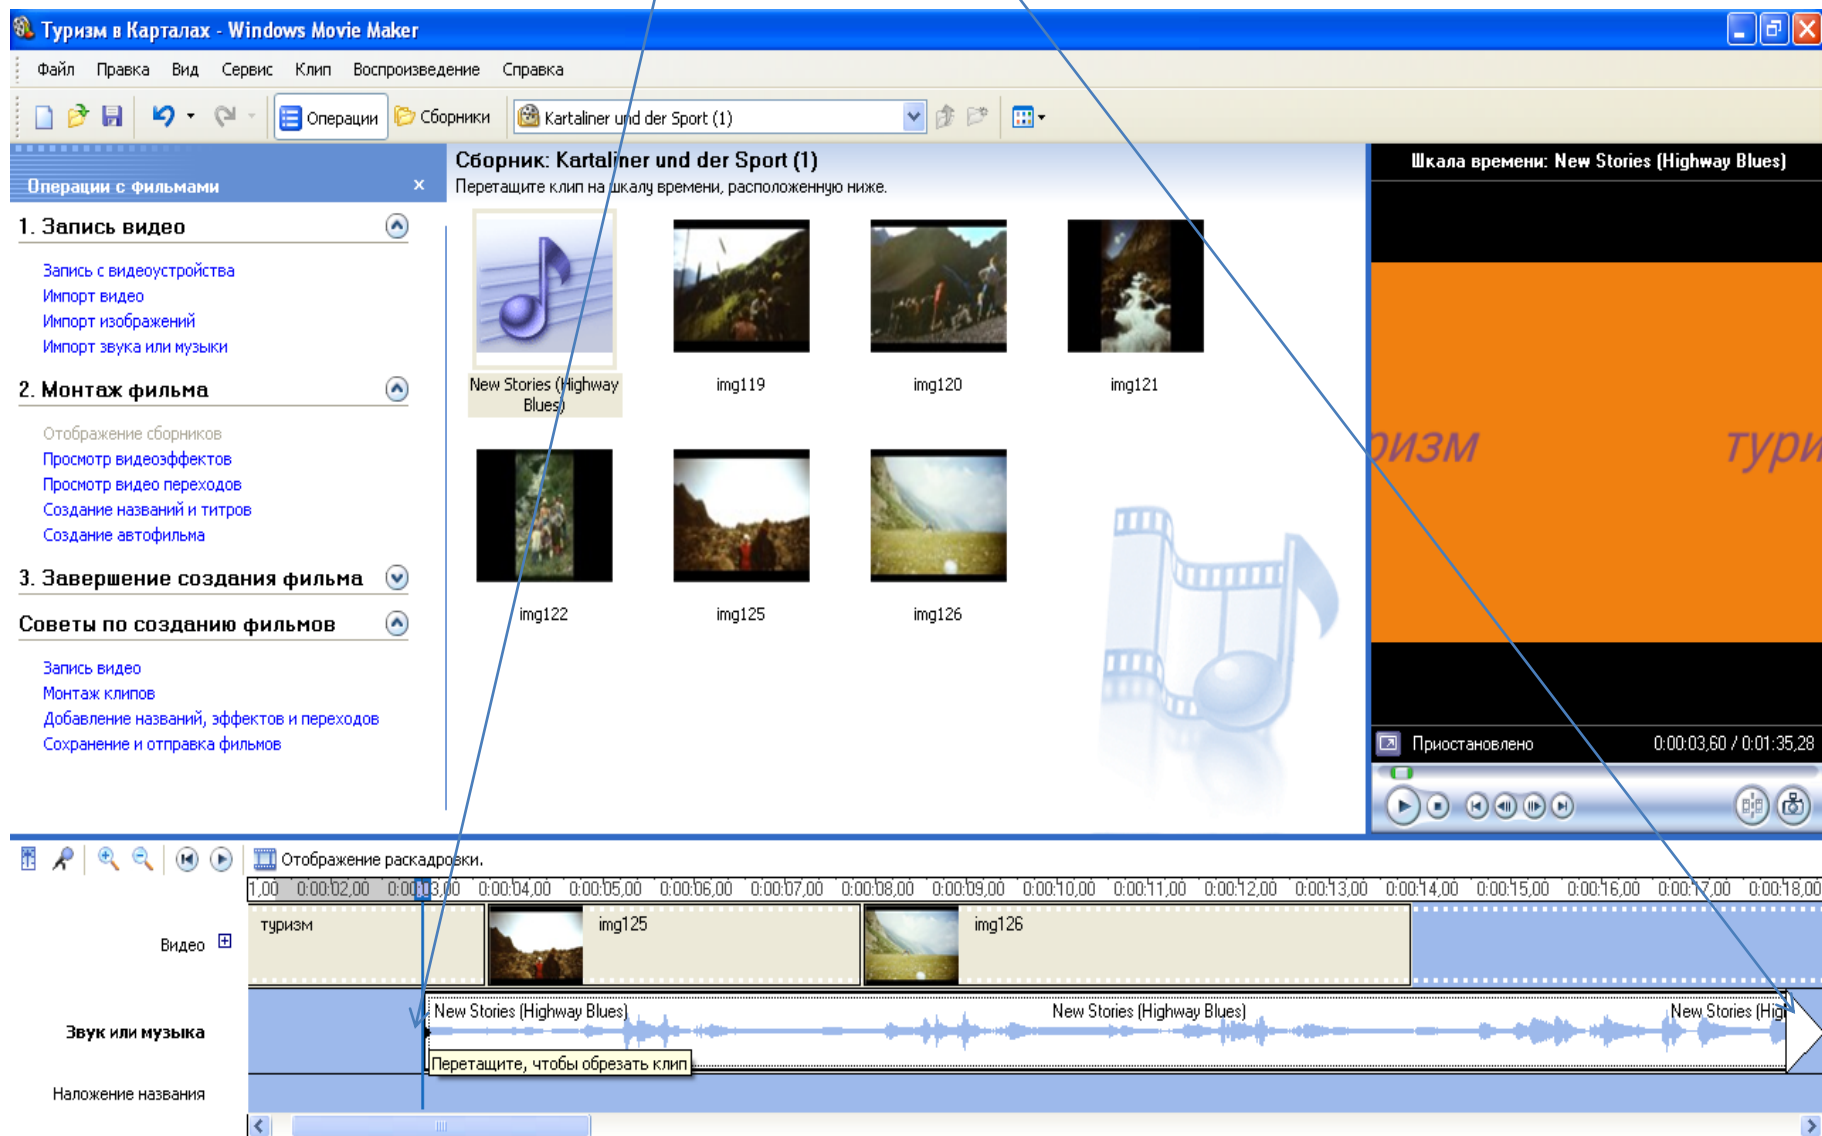 Туризм в Карталах - Windows Movie Maker
Файл Правка Вид Сервис Клип Воспроизведение Справка
Операции Сборники Kartaliner und der Sport (1)
Операции с фильмами
1. Запись видео
Запись с видеоустройства
Импорт видео
Импорт изображений
Импорт звука или музыки
2. Монтаж фильма
Отображение сборников
Просмотр видеоэффектов
Просмотр видео переходов
Создание названий и титров
Создание автофильма
3. Завершение создания фильма
Советы по созданию фильмов
Запись видео
Монтаж клипов
Добавление названий, эффектов и переходов
Сохранение и отправка фильмов
Сборник: Kartaliner und der Sport (1)
Перетащите клип на шкалу времени, расположенную ниже.
New Stories (Highway
Blues)
img119
img120
img121
img122
img125
img126
Шкала времени: New Stories (Highway Blues)
ризм тури
Приостановлено 0:00:03,60 / 0:01:35,28
Отображение раскадровки.
1,00 0:00:02,00 0:00:03,00 0:00:04,00 0:00:05,00 0:00:06,00 0:00:07,00 0:00:08,00 0:00:09,00 0:00:10,00 0:00:11,00 0:00:12,00 0:00:13,00 0:00:14,00 0:00:15,00 0:00:16,00 0:00:17,00 0:00:18,00
Видео
туризм img125 img126
Звук или музыка
New Stories (Highway Blues) New Stories (Highway Blues) New Stories (Hig
Перетащите, чтобы обрезать клип
Наложение названия